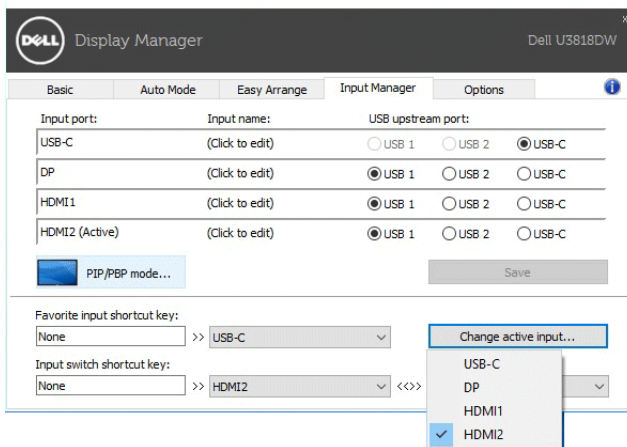 DELL Display Manager Dell U3818DW
Basic Auto Mode Easy Arrange Input Manager Options
Input port: Input name: USB upstream port:
USB-C (Click to edit) USB 1 USB 2 USB-C
DP (Click to edit) USB 1 USB 2 USB-C
HDMI1 (Click to edit) USB 1 USB 2 USB-C
HDMI2 (Active) (Click to edit) USB 1 USB 2 USB-C
PIP/PBP mode... Save
Favorite input shortcut key:
None >> USB-C Change active input...
Input switch shortcut key:
None >> HDMI2 <<>>
USB-C
DP
HDMI1
HDMI2